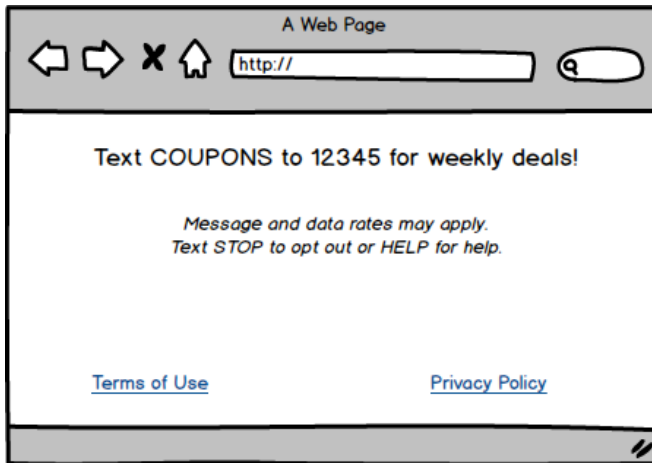 A Web Page
http://
Text COUPONS to 12345 for weekly deals!
Message and data rates may apply.
Text STOP to opt out or HELP for help.
Terms of Use Privacy Policy